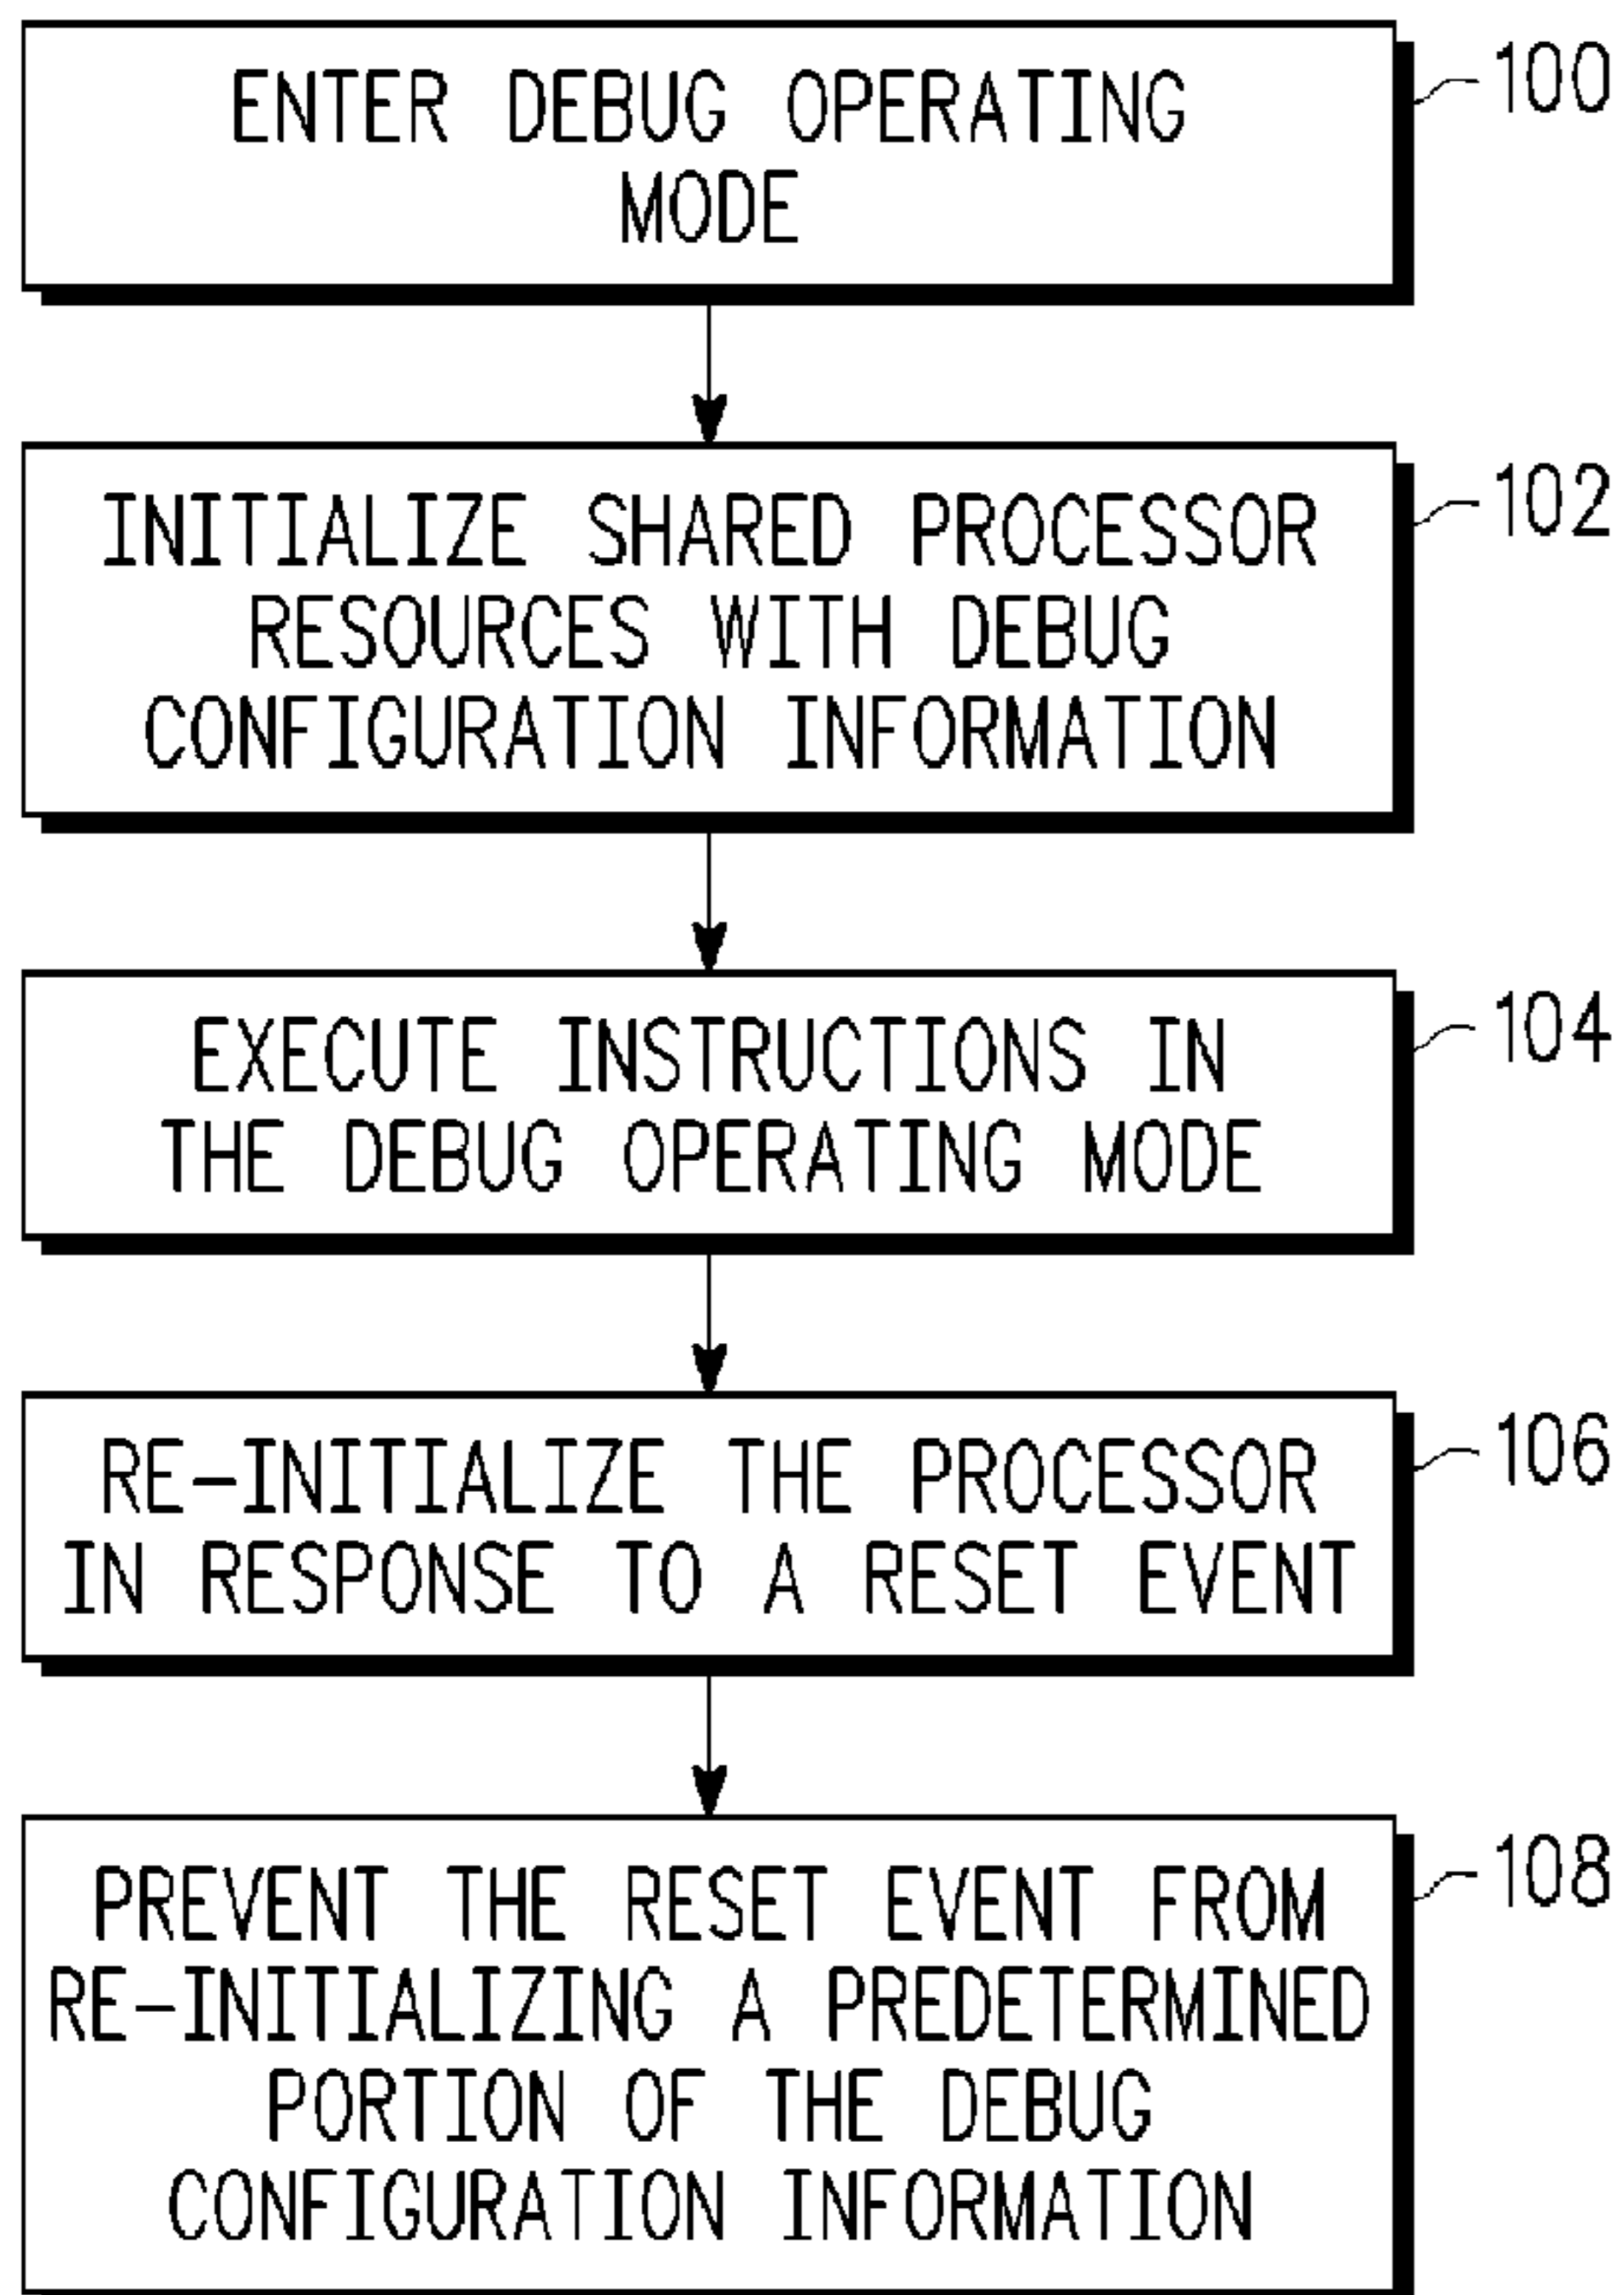 ENTER DEBUG OPERATING
MODE
100
INITIALIZE SHARED PROCESSOR
RESOURCES WITH DEBUG
CONFIGURATION INFORMATION
102
EXECUTE INSTRUCTIONS IN
THE DEBUG OPERATING MODE
104
RE-INITIALIZE THE PROCESSOR
IN RESPONSE TO A RESET EVENT
106
PREVENT THE RESET EVENT FROM
RE-INITIALIZING A PREDETERMINED
PORTION OF THE DEBUG
CONFIGURATION INFORMATION
108